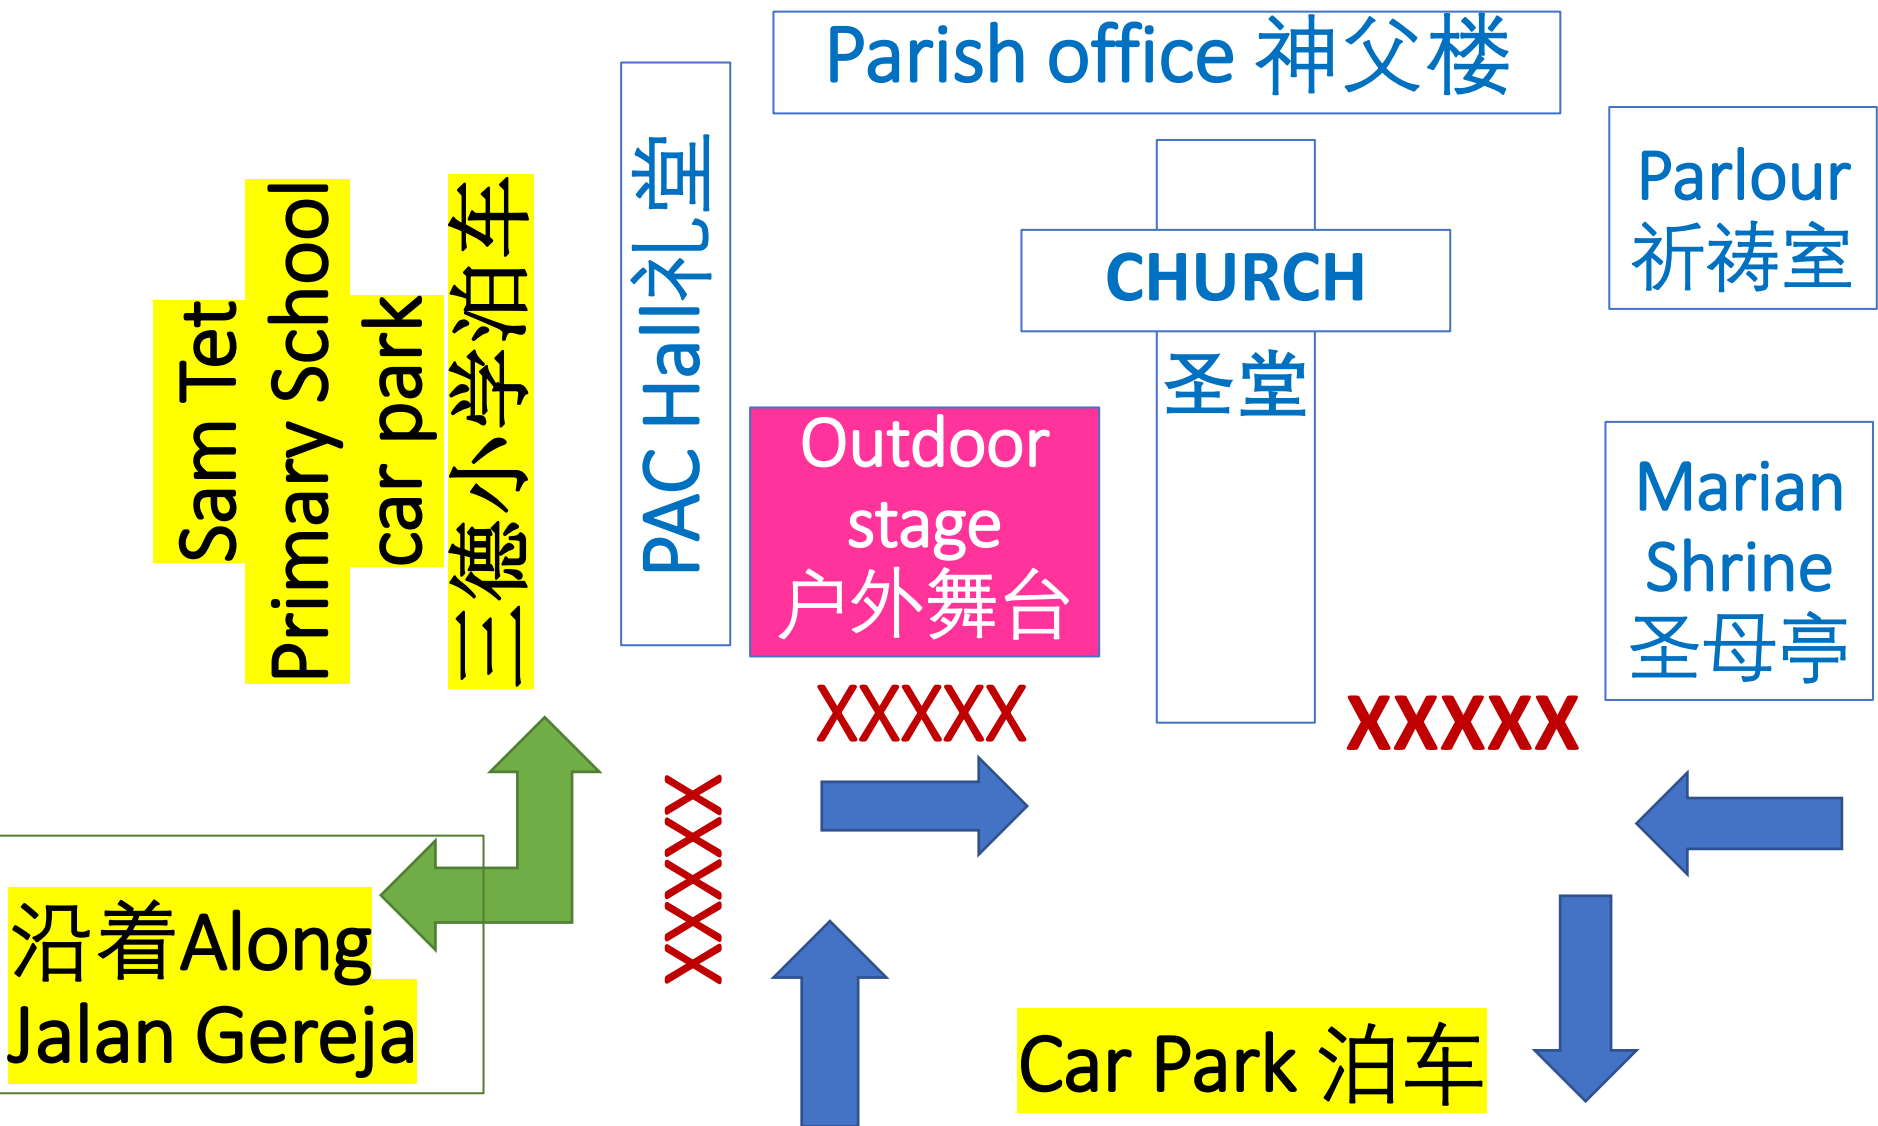 Parish office 神父楼
Sam Tet
Primary School
car park
三德小学泊车
PAC Hall礼堂
CHURCH
圣堂
Parlour
祈祷室
Outdoor
stage
户外舞台
Marian
Shrine
圣母亭
XXXXX
XXXXX
XXXXX
沿着Along
Jalan Gereja
Car Park 泊车